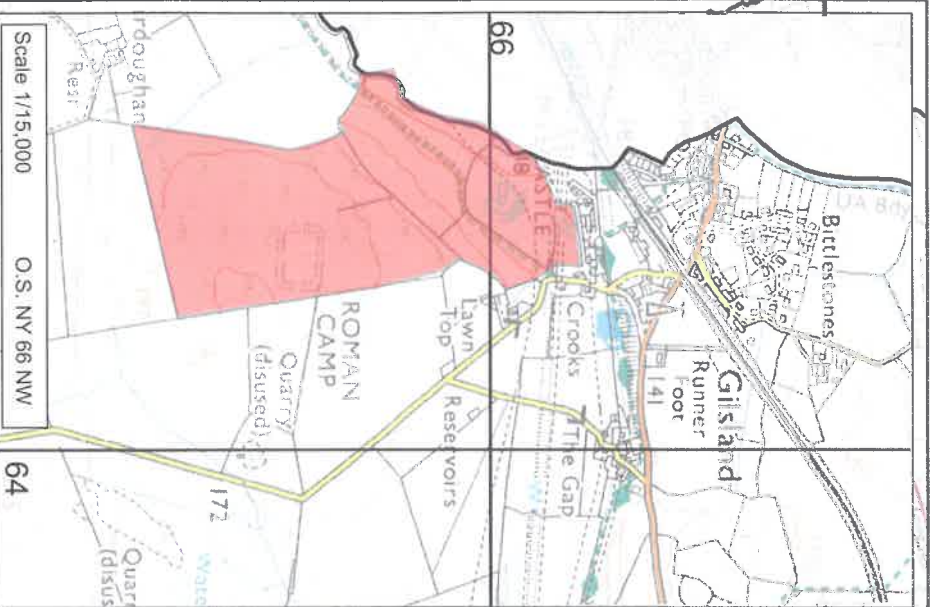 66
UA Bdy
Bittlestones
Gilsland
Runner
Foot
141
The Gap
Crooks
Lawn
Top
Reservoirs
ROMAN
CAMP
Quarry
(disused)
172
Resr
64
Scale 1/15,000 O.S. NY 66 NW